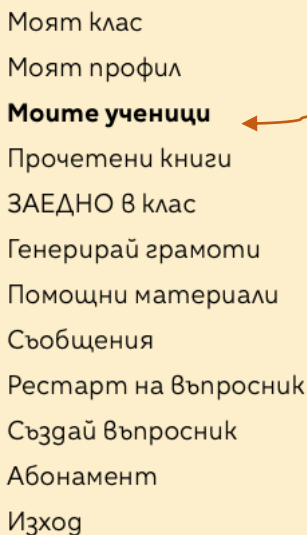 Моят клас
Моят профил
Моите ученици
Прочетени книги
ЗАЕДНО в клас
Генерирай грамоти
Помощни материали
Съобщения
Рестарт на въпросник
Създай въпросник
Абонамент
Изход